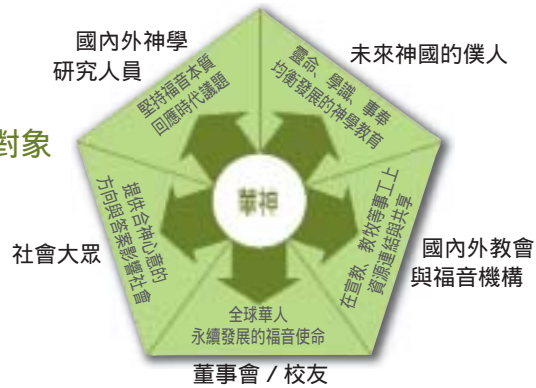 國內外神學
研究人員
未來神國的僕人
堅持福音本質
回應時代議題
靈命、學識、事奉
均衡發展的神學教育
對象
華神
社會大眾
提供合神心意的
方向與答案影響社會
在宣教、教牧等事工上
資源連結與共享
國內外教會
與福音機構
全球華人
永續發展的福音使命
董事會 / 校友